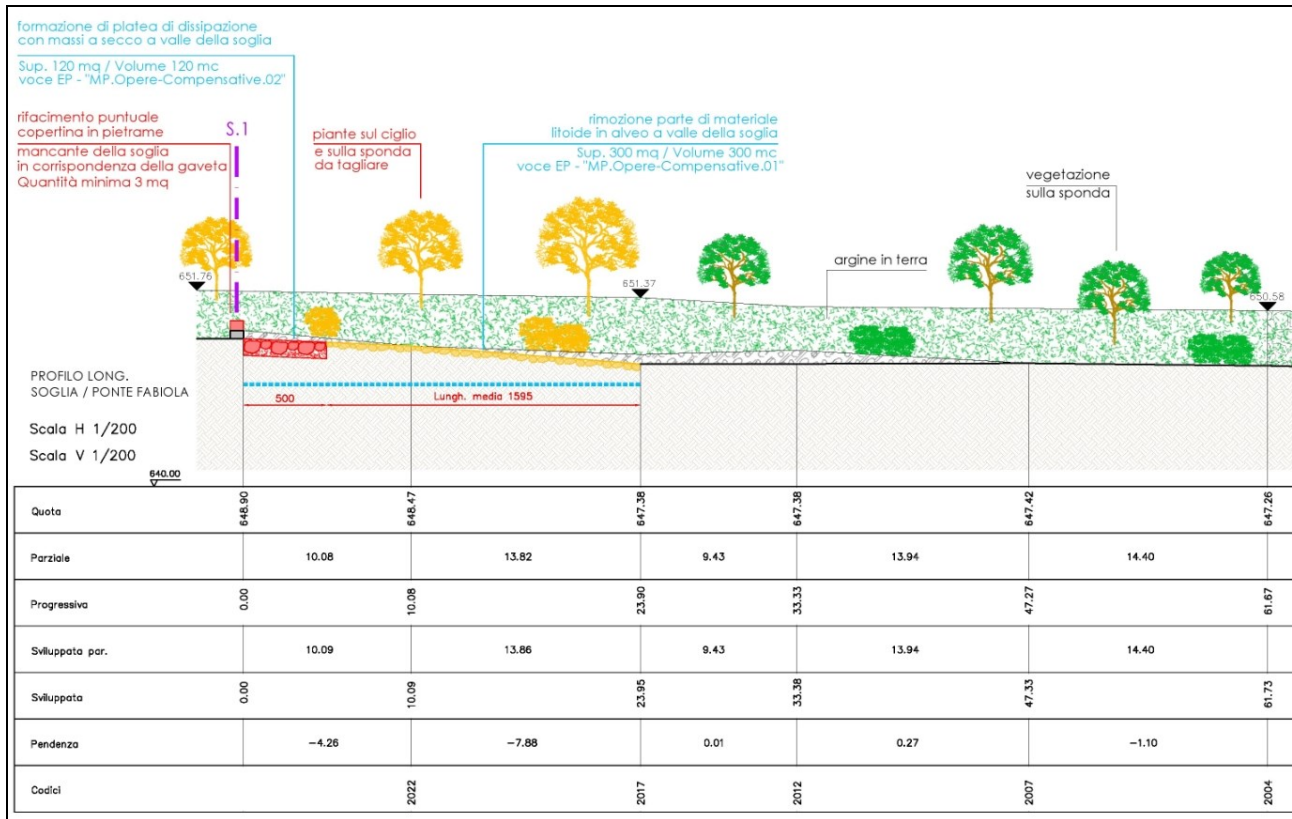 formazione di platea di dissipazione
con massi a secco a valle della soglia
Sup. 120 mq / Volume 120 mc
voce EP - "MP.Opere-Compensative.02"
rifacimento puntuale
copertina in pietrame
mancante della soglia
in corrispondenza della gaveta
Quantità minima 3 mq
S.1
piante sul ciglio
e sulla sponda
da tagliare
rimozione parte di materiale
litoide in alveo a valle della soglia
Sup. 300 mq / Volume 300 mc
voce EP - "MP.Opere-Compensative.01"
vegetazione
sulla sponda
argine in terra
651.76
651.37
650.58
PROFILO LONG.
SOGLIA / PONTE FABIOLA
500
Lungh. media 1595
Scala H 1/200
Scala V 1/200
640.00
Quota 648.90 648.47 647.38 647.38 647.42 647.26
Parziale 10.08 13.82 9.43 13.94 14.40
Progressiva 0.00 10.08 23.90 33.33 47.27 61.67
Sviluppata par. 10.09 13.86 9.43 13.94 14.40
Sviluppata 0.00 10.09 23.95 33.38 47.33 61.73
Pendenza -4.26 -7.88 0.01 0.27 -1.10
Codici 2022 2017 2012 2007 2004